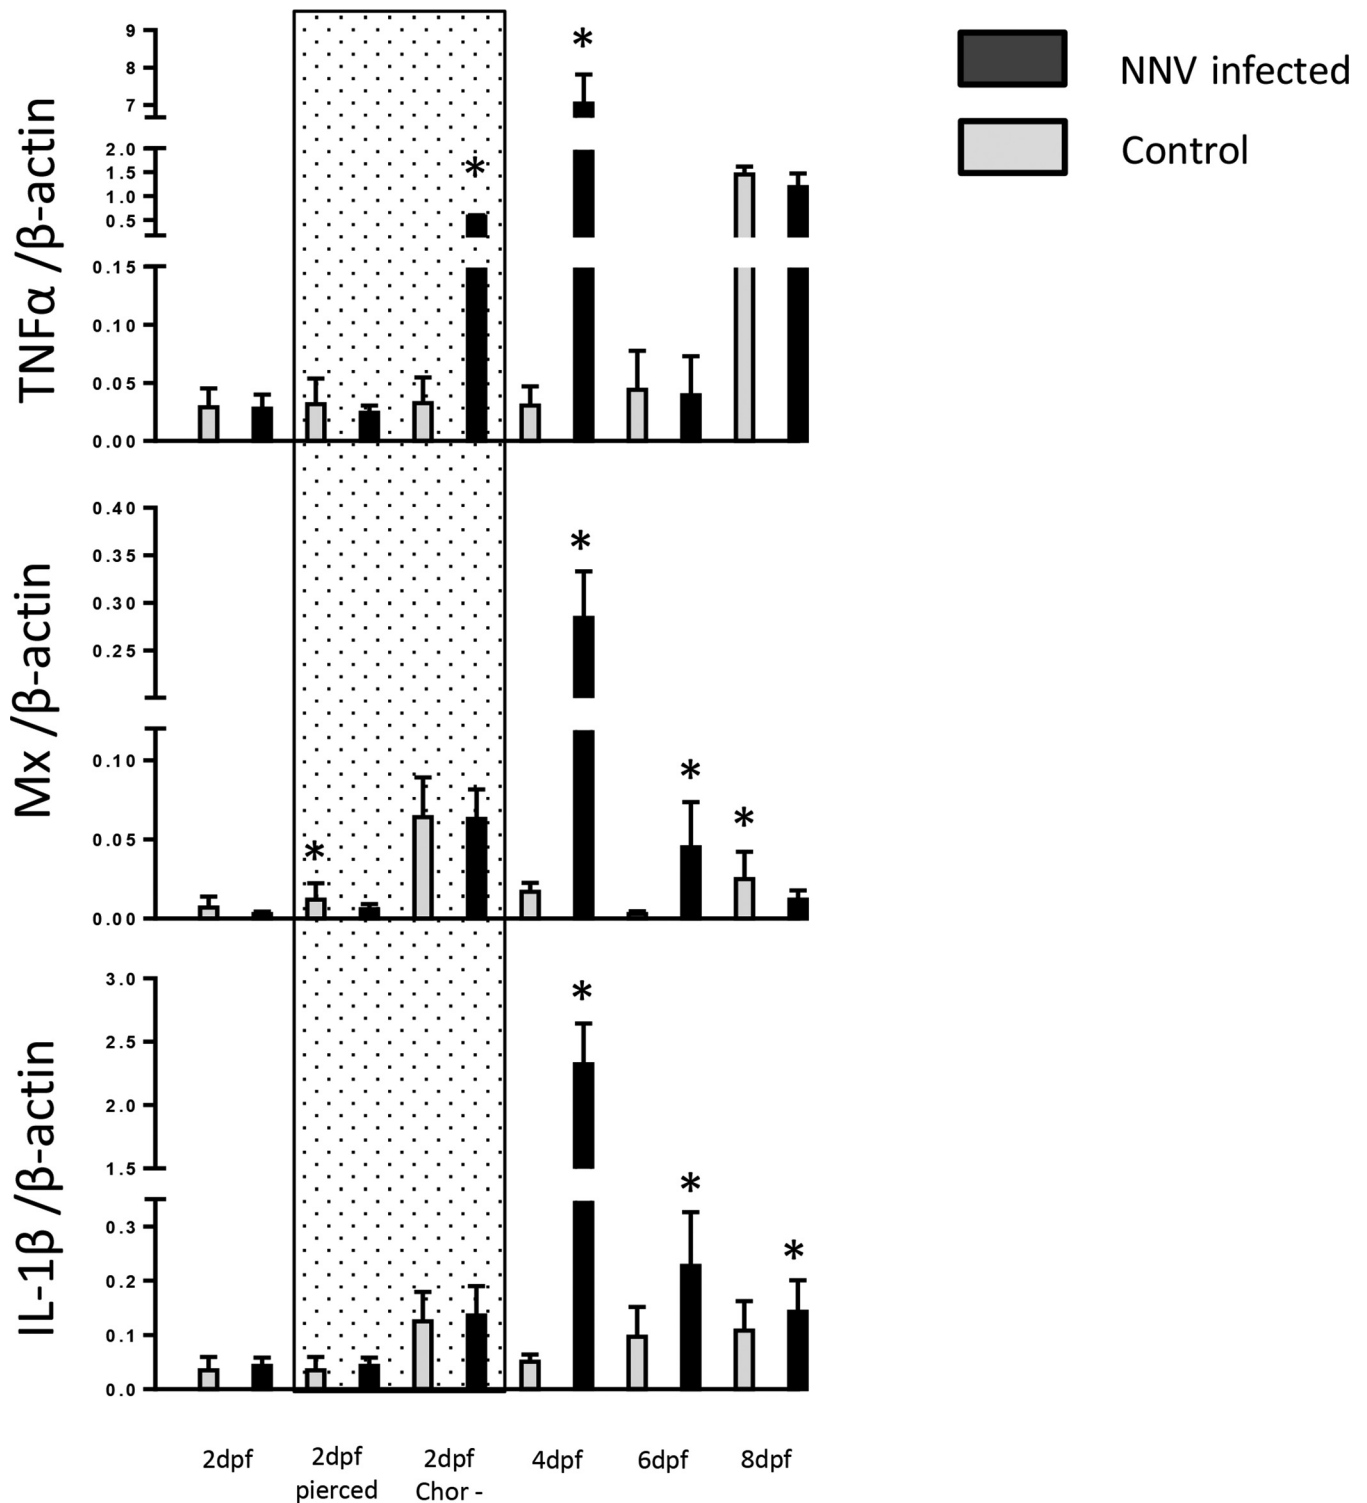 NNV infected
Control
TNFα /β-actin
9
8
7
2.0
1.5
1.0
0.5
0.15
0.10
0.05
0.00
*
*
Mx /β-actin
0.40
0.35
0.30
0.25
0.10
0.05
0.00
*
*
*
*
IL-1β /β-actin
3.0
2.5
2.0
1.5
0.3
0.2
0.1
0.0
*
*
*
2dpf
2dpf
pierced
2dpf
Chor -
4dpf
6dpf
8dpf